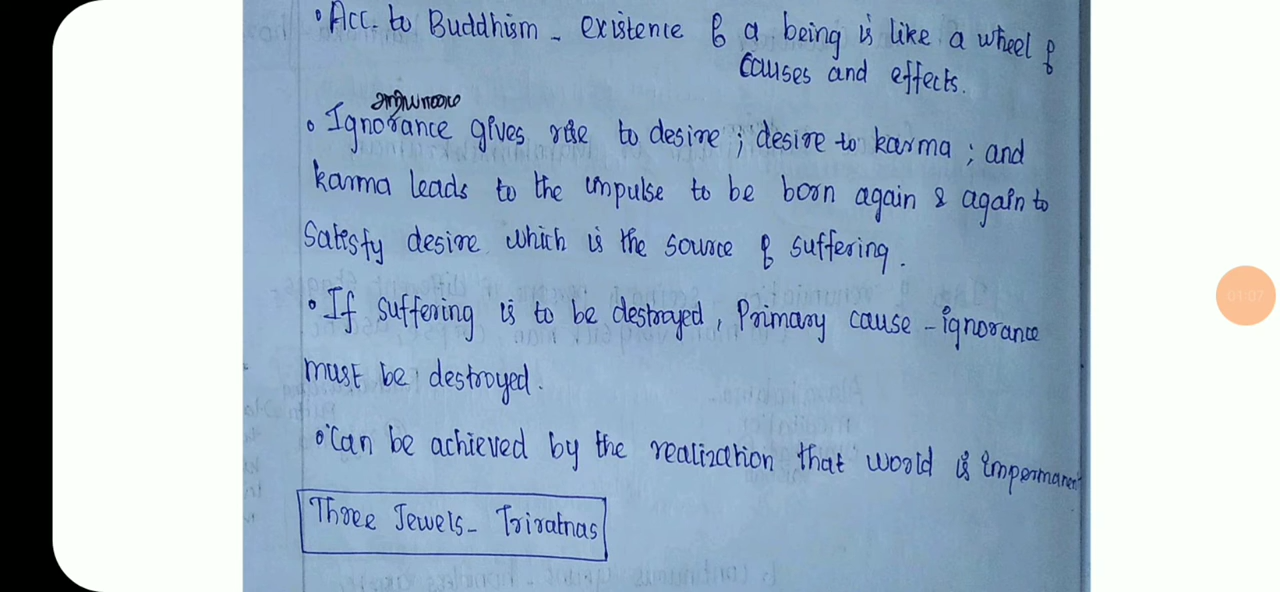 • Acc. to Buddhism - existence of a being is like a wheel of
causes and effects.
അറിവില്ലായ്മ
• Ignorance gives rise to desire ; desire to karma ; and
karma leads to the impulse to be born again & again to
satisfy desire which is the source of suffering.
• If suffering is to be destroyed, Primary cause - ignorance
must be destroyed.
• Can be achieved by the realization that world is impermanent
Three Jewels - Triratnas
01:07